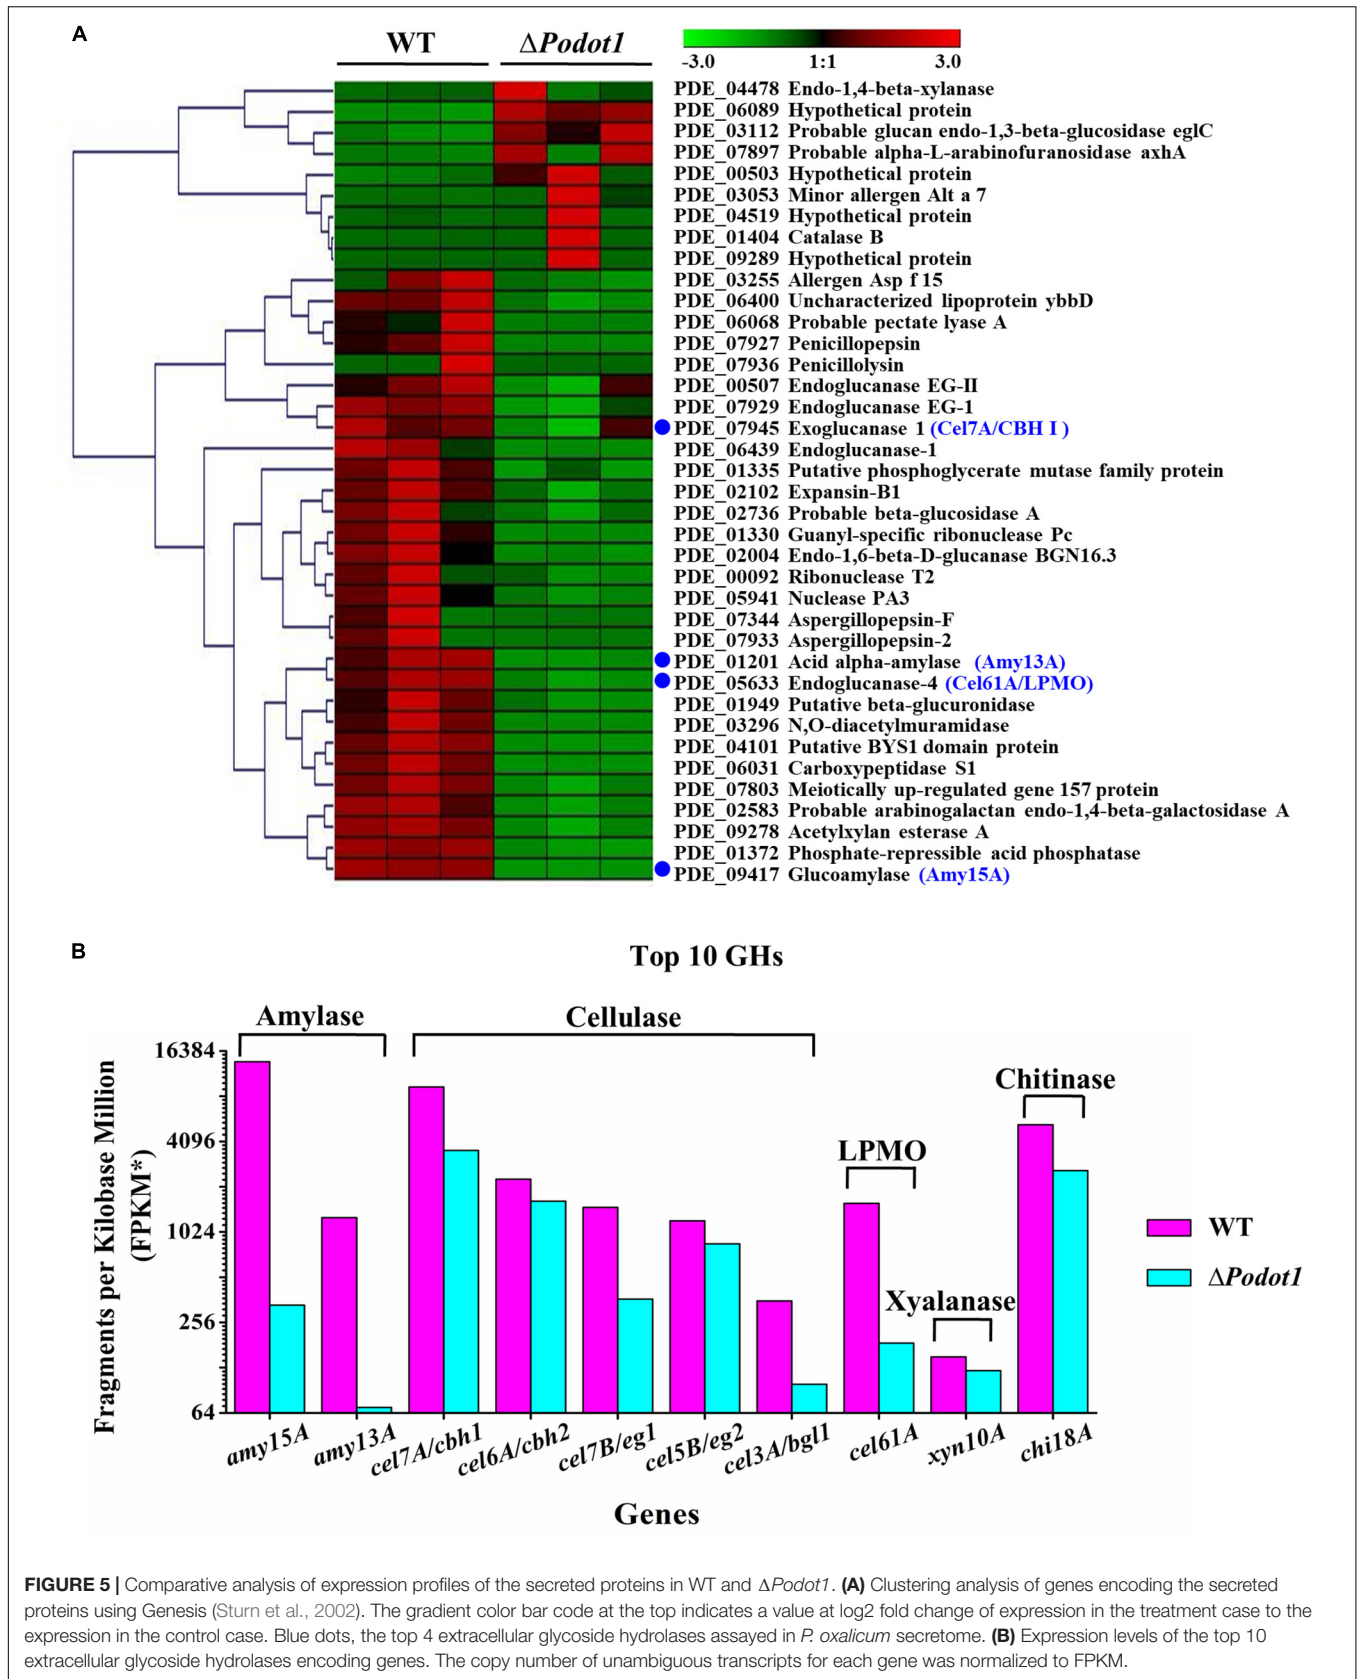 A
WT
ΔPodot1
-3.0 1:1 3.0
PDE_04478 Endo-1,4-beta-xylanase
PDE_06089 Hypothetical protein
PDE_03112 Probable glucan endo-1,3-beta-glucosidase eglC
PDE_07897 Probable alpha-L-arabinofuranosidase axhA
PDE_00503 Hypothetical protein
PDE_03053 Minor allergen Alt a 7
PDE_04519 Hypothetical protein
PDE_01404 Catalase B
PDE_09289 Hypothetical protein
PDE_03255 Allergen Asp f 15
PDE_06400 Uncharacterized lipoprotein ybbD
PDE_06068 Probable pectate lyase A
PDE_07927 Penicillopepsin
PDE_07936 Penicillolysin
PDE_00507 Endoglucanase EG-II
PDE_07929 Endoglucanase EG-1
PDE_07945 Exoglucanase 1 (Cel7A/CBH I )
PDE_06439 Endoglucanase-1
PDE_01335 Putative phosphoglycerate mutase family protein
PDE_02102 Expansin-B1
PDE_02736 Probable beta-glucosidase A
PDE_01330 Guanyl-specific ribonuclease Pc
PDE_02004 Endo-1,6-beta-D-glucanase BGN16.3
PDE_00092 Ribonuclease T2
PDE_05941 Nuclease PA3
PDE_07344 Aspergillopepsin-F
PDE_07933 Aspergillopepsin-2
PDE_01201 Acid alpha-amylase (Amy13A)
PDE_05633 Endoglucanase-4 (Cel61A/LPMO)
PDE_01949 Putative beta-glucuronidase
PDE_03296 N,O-diacetylmuramidase
PDE_04101 Putative BYS1 domain protein
PDE_06031 Carboxypeptidase S1
PDE_07803 Meiotically up-regulated gene 157 protein
PDE_02583 Probable arabinogalactan endo-1,4-beta-galactosidase A
PDE_09278 Acetylxylan esterase A
PDE_01372 Phosphate-repressible acid phosphatase
PDE_09417 Glucoamylase (Amy15A)
B
Top 10 GHs
Amylase
Cellulase
LPMO
Xyalanase
Chitinase
Fragments per Kilobase Million
(FPKM*)
16384
4096
1024
256
64
WT
ΔPodot1
amy15A
amy13A
cel7A/cbh1
cel6A/cbh2
cel7B/eg1
cel5B/eg2
cel3A/bgl1
cel61A
xyn10A
chi18A
Genes
FIGURE 5 | Comparative analysis of expression profiles of the secreted proteins in WT and ΔPodot1. (A) Clustering analysis of genes encoding the secreted
proteins using Genesis (Sturn et al., 2002). The gradient color bar code at the top indicates a value at log2 fold change of expression in the treatment case to the
expression in the control case. Blue dots, the top 4 extracellular glycoside hydrolases assayed in P. oxalicum secretome. (B) Expression levels of the top 10
extracellular glycoside hydrolases encoding genes. The copy number of unambiguous transcripts for each gene was normalized to FPKM.